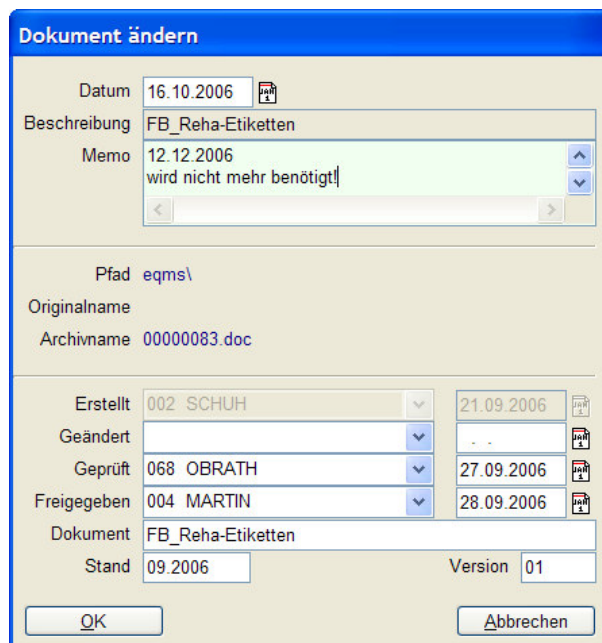 Dokument ändern
Datum 16.10.2006
Beschreibung FB_Reha-Etiketten
Memo 12.12.2006
wird nicht mehr benötigt!
Pfad eqms\
Originalname
Archivname 00000083.doc
Erstellt 002 SCHUH 21.09.2006
Geändert . .
Geprüft 068 OBRATH 27.09.2006
Freigegeben 004 MARTIN 28.09.2006
Dokument FB_Reha-Etiketten
Stand 09.2006 Version 01
OK Abbrechen